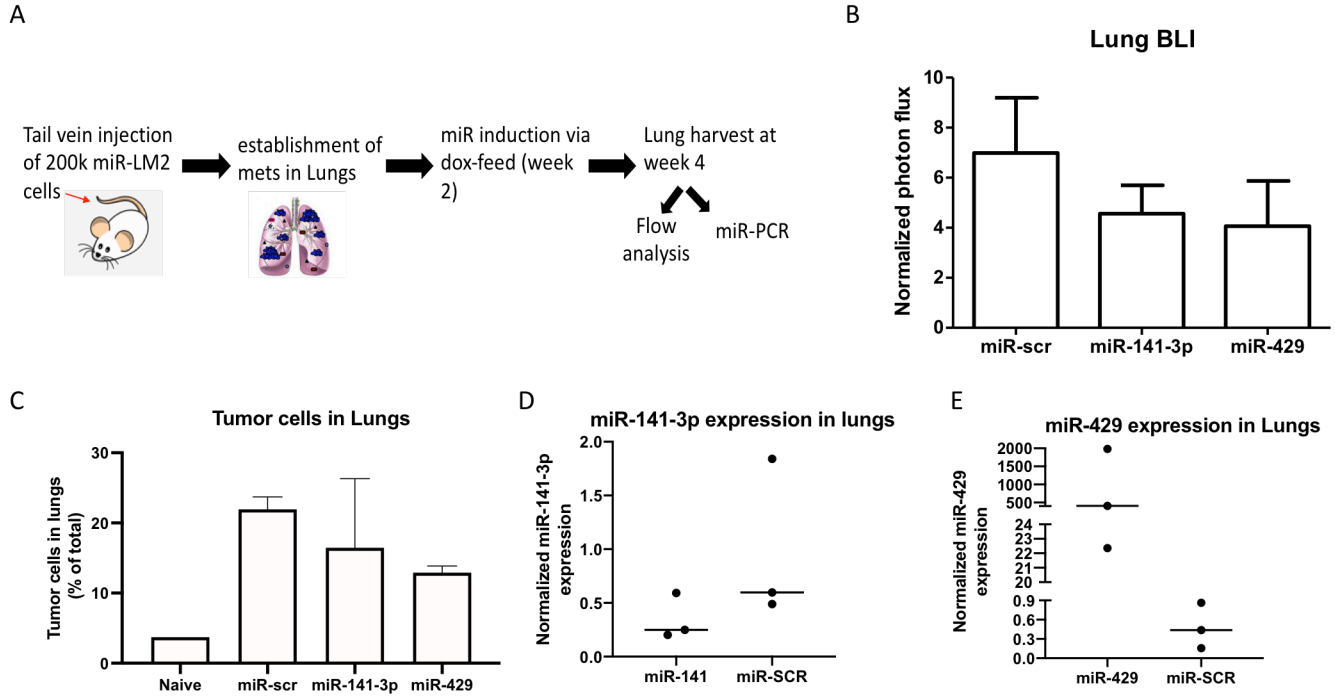 A
Tail vein injection
of 200k miR-LM2
cells
establishment of
mets in Lungs
miR induction via
dox-feed (week
2)
Lung harvest at
week 4
Flow
analysis
miR-PCR
B
Lung BLI
Normalized photon flux
10
8
6
4
2
0
miR-scr
miR-141-3p
miR-429
C
Tumor cells in Lungs
Tumor cells in lungs
(% of total)
30
20
10
0
Naive
miR-scr
miR-141-3p
miR-429
D
miR-141-3p expression in lungs
Normalized miR-141-3p
expression
2.0
1.5
1.0
0.5
0.0
miR-141
miR-SCR
E
miR-429 expression in Lungs
Normalized miR-429
expression
2000
1500
1000
500
24
23
22
21
20
0.9
0.6
0.3
0.0
miR-429
miR-SCR